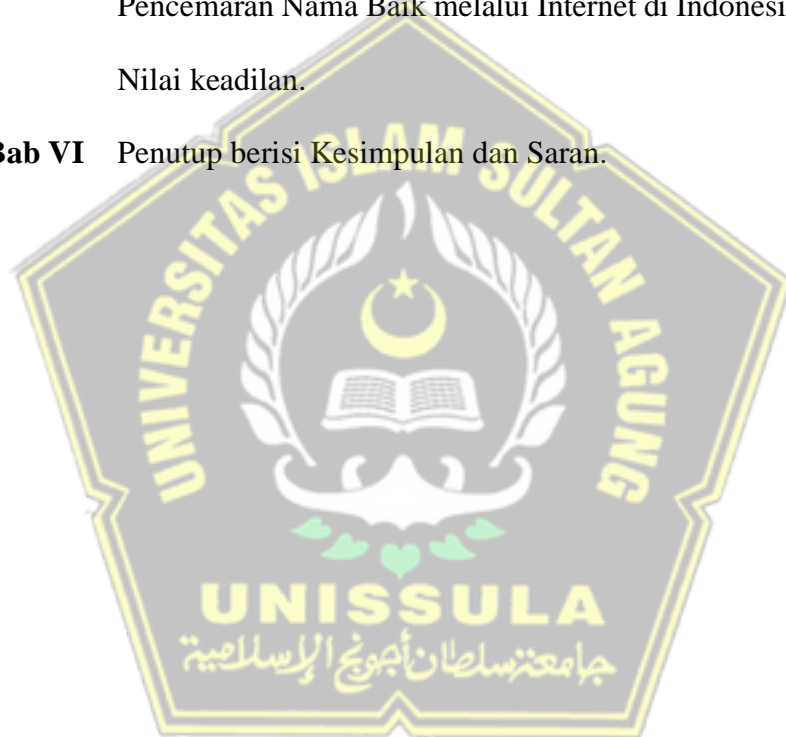 Pencemaran Nama Baik melalui Internet di Indonesi
Nilai keadilan.
Bab VI Penutup berisi Kesimpulan dan Saran.
UNIVERSITAS ISLAM SULTAN AGUNG
UNISSULA
جامعة سلطان أجونج الإسلامية